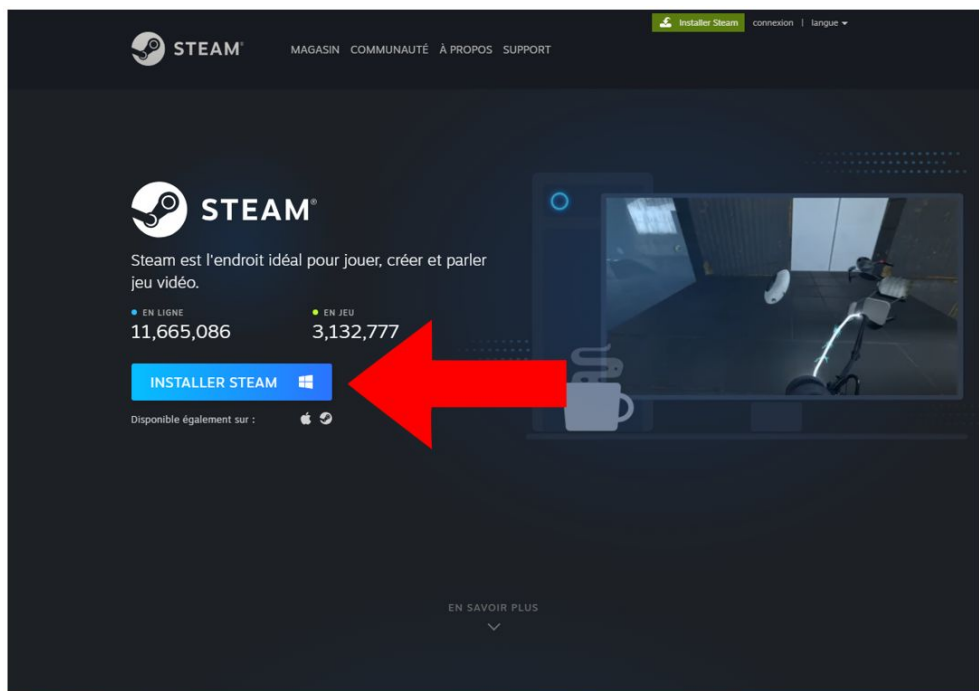 Installer Steam connexion | langue
STEAM®
MAGASIN COMMUNAUTÉ À PROPOS SUPPORT
STEAM®
Steam est l'endroit idéal pour jouer, créer et parler
jeu vidéo.
EN LIGNE EN JEU
11,665,086 3,132,777
INSTALLER STEAM
Disponible également sur :
EN SAVOIR PLUS